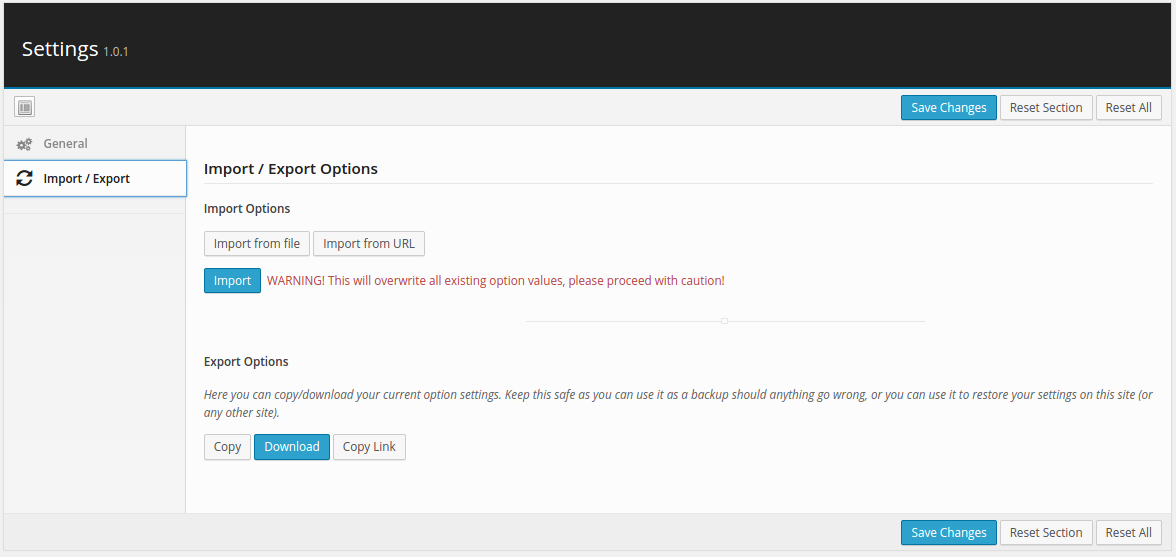 Settings 1.0.1
Save Changes Reset Section Reset All
General
Import / Export
Import / Export Options
Import Options
Import from file Import from URL
Import WARNING! This will overwrite all existing option values, please proceed with caution!
Export Options
Here you can copy/download your current option settings. Keep this safe as you can use it as a backup should anything go wrong, or you can use it to restore your settings on this site (or
any other site).
Copy Download Copy Link
Save Changes Reset Section Reset All